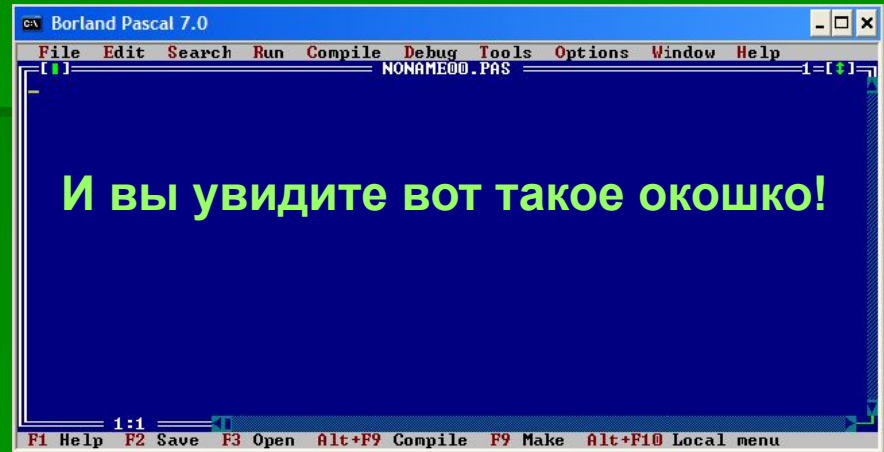 Borland Pascal 7.0
File Edit Search Run Compile Debug Tools Options Window Help
[■] NONAME00.PAS 1=[↕]
И вы увидите вот такое окошко!
1:1
F1 Help F2 Save F3 Open Alt+F9 Compile F9 Make Alt+F10 Local menu